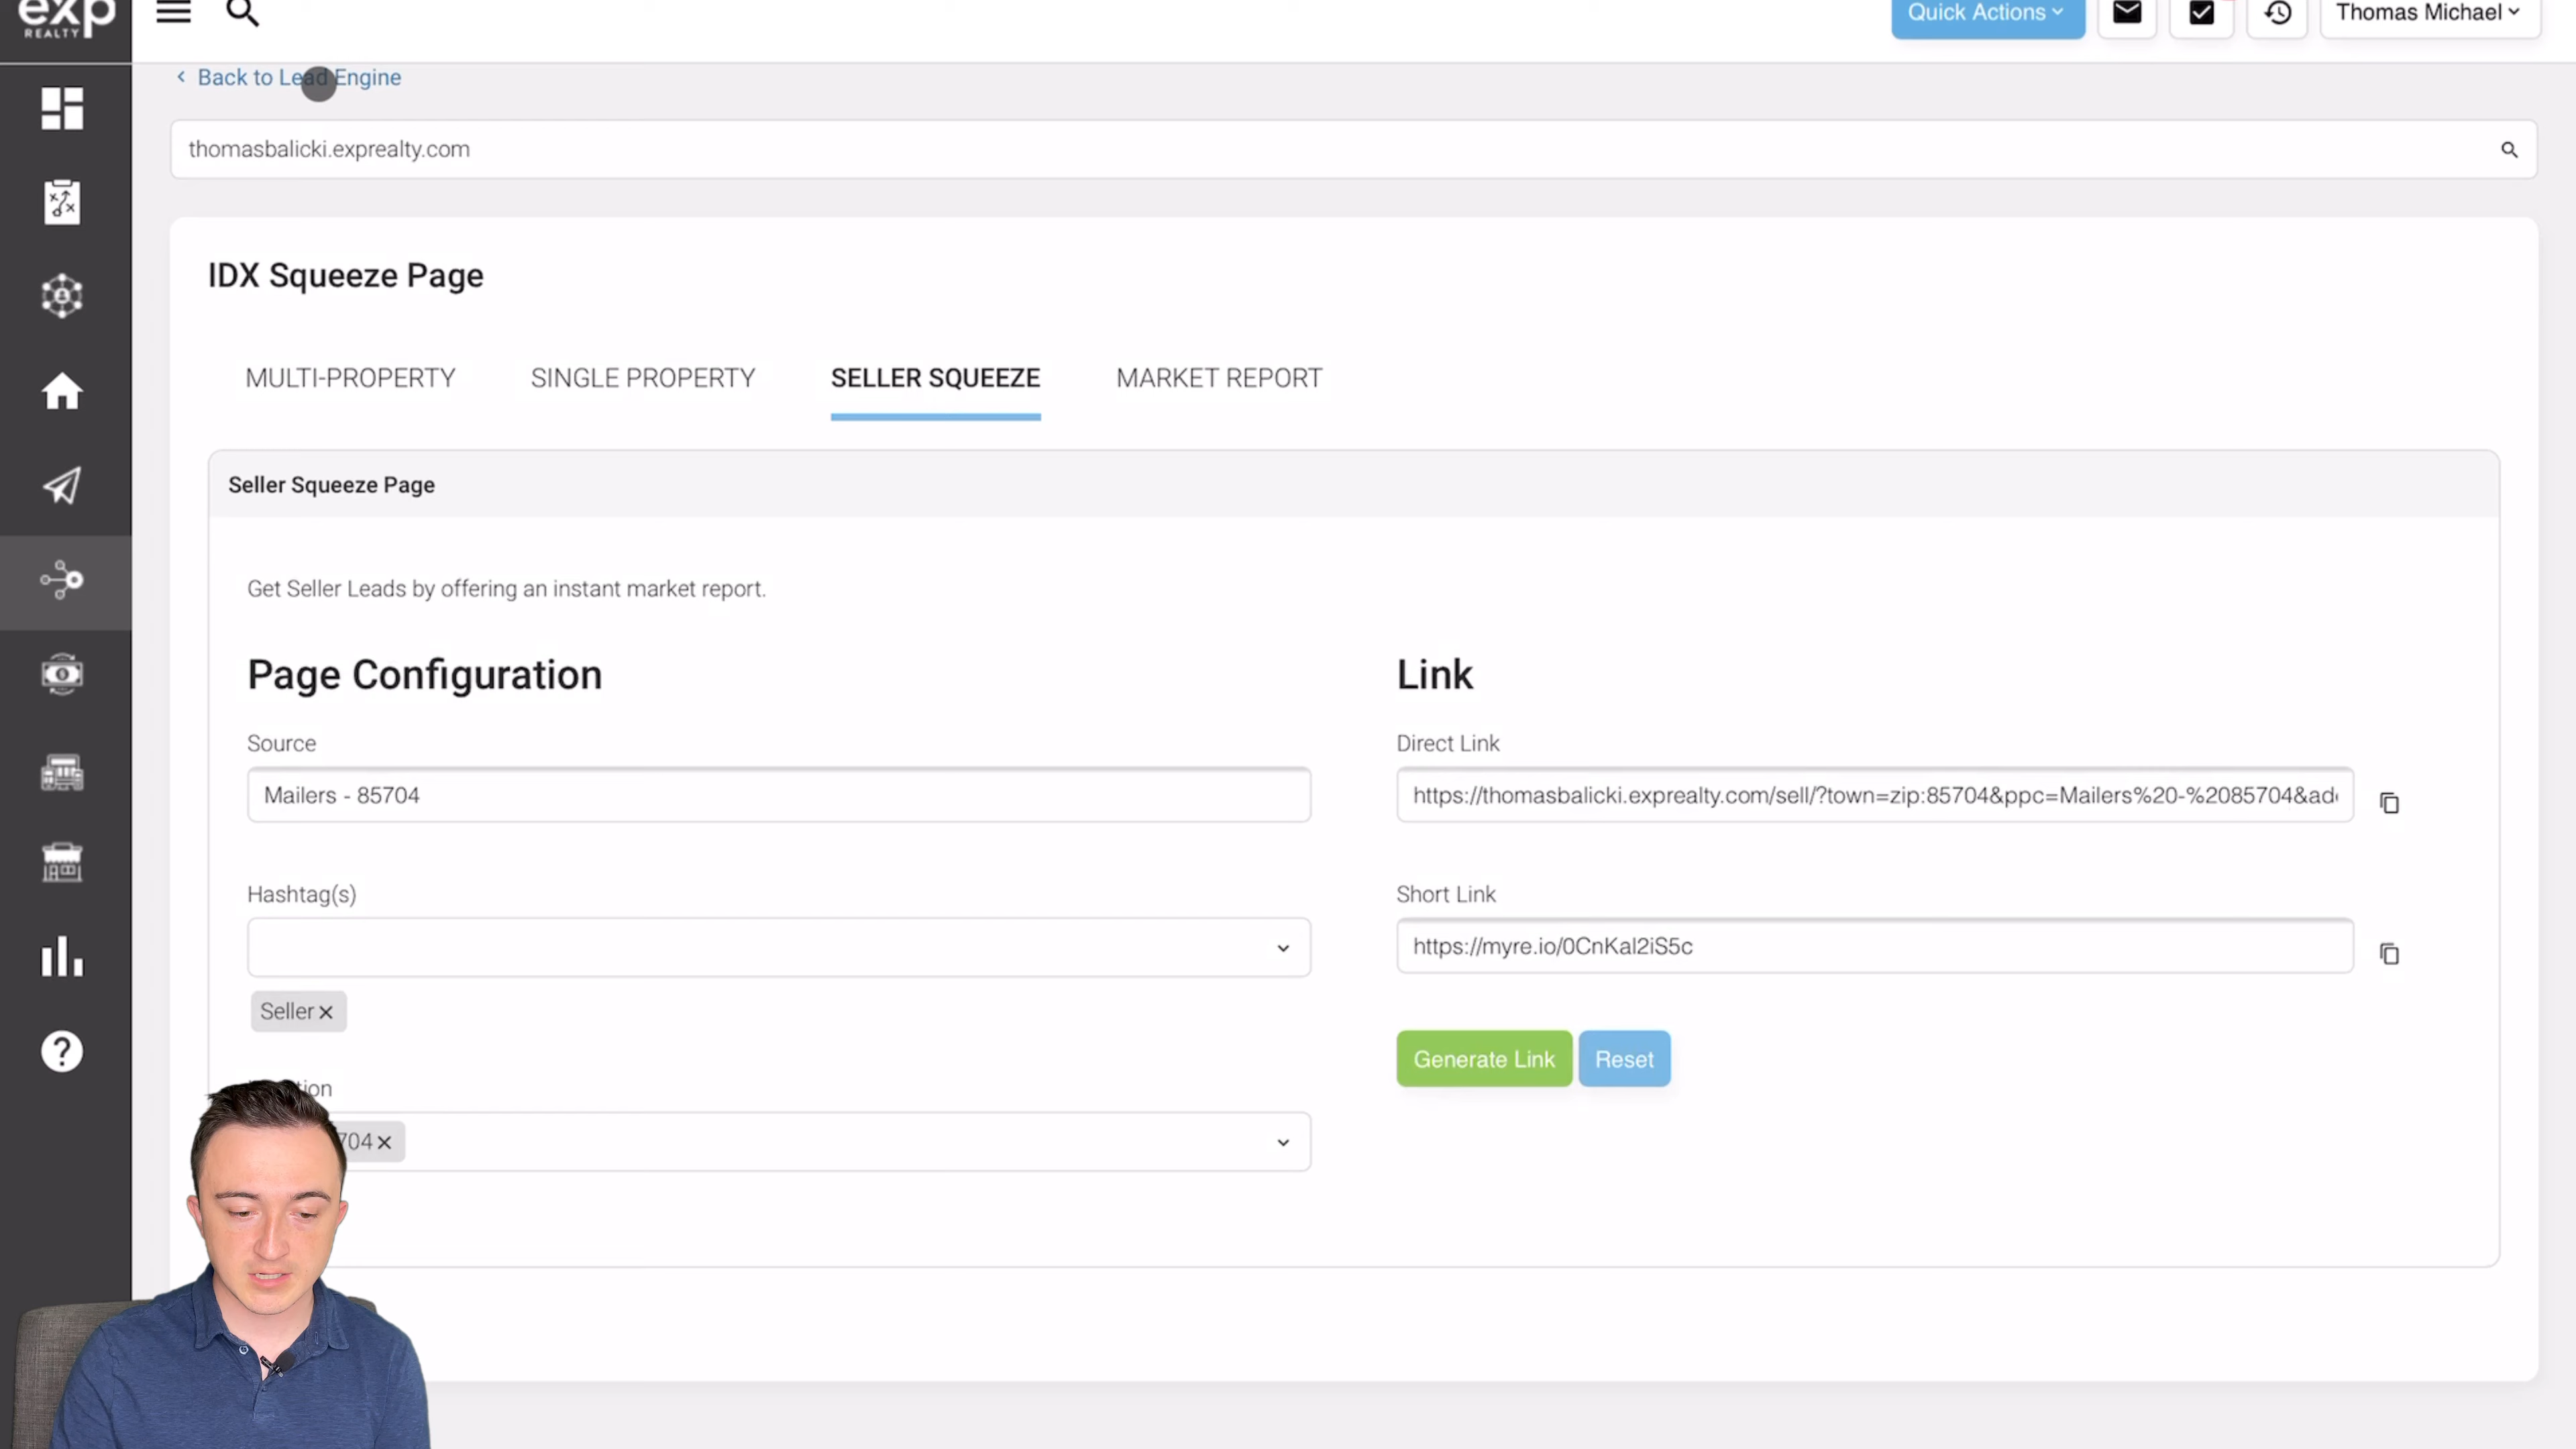 exp
REALTY
Quick Actions
Thomas Michael
Back to Lead Engine
thomasbalicki.exprealty.com
IDX Squeeze Page
MULTI-PROPERTY
SINGLE PROPERTY
SELLER SQUEEZE
MARKET REPORT
Seller Squeeze Page
Get Seller Leads by offering an instant market report.
Page Configuration
Link
Source
Direct Link
Mailers - 85704
https://thomasbalicki.exprealty.com/sell/?town=zip:85704&ppc=Mailers%20-%2085704&ad
Hashtag(s)
Short Link
https://myre.io/0CnKal2iS5c
Seller
Generate Link
Reset
tion
704